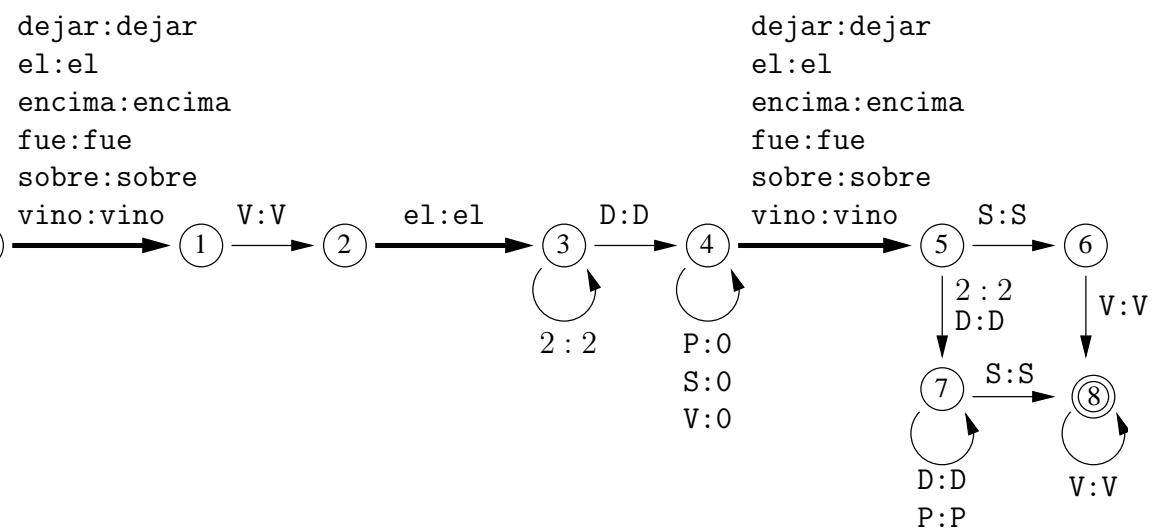 dejar:dejar
el:el
encima:encima
fue:fue
sobre:sobre
vino:vino
1
V:V
2
el:el
3
2 : 2
D:D
4
P:0
S:0
V:0
dejar:dejar
el:el
encima:encima
fue:fue
sobre:sobre
vino:vino
5
S:S
6
2 : 2
D:D
V:V
7
S:S
8
D:D
P:P
V:V